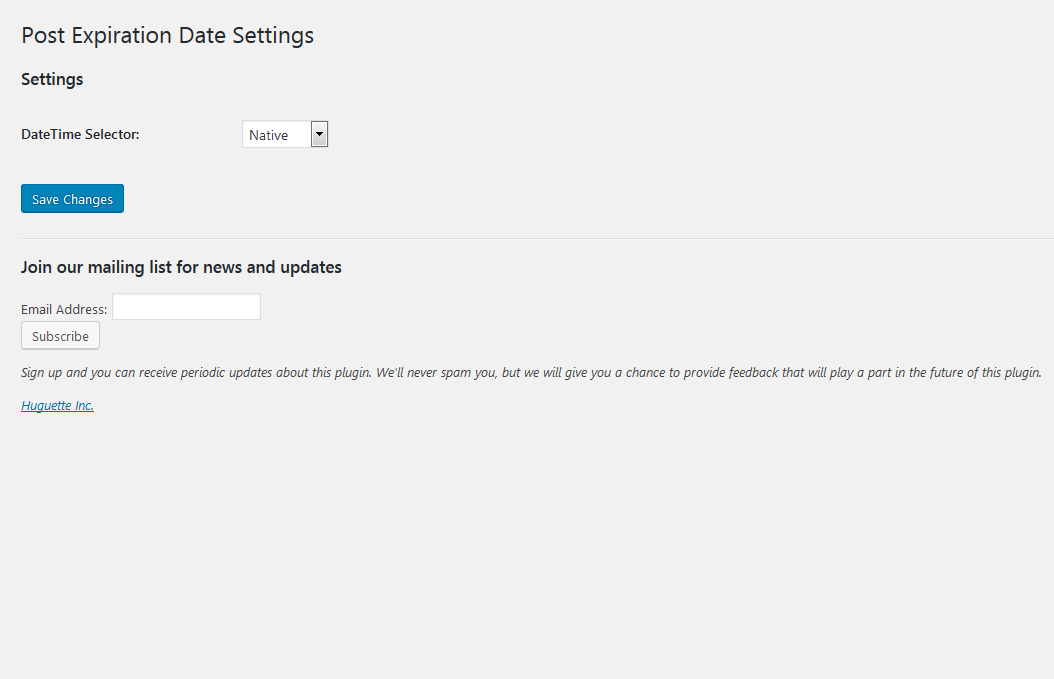 Post Expiration Date Settings
Settings
DateTime Selector: Native
Save Changes
Join our mailing list for news and updates
Email Address:
Subscribe
Sign up and you can receive periodic updates about this plugin. We'll never spam you, but we will give you a chance to provide feedback that will play a part in the future of this plugin.
Huguette Inc.